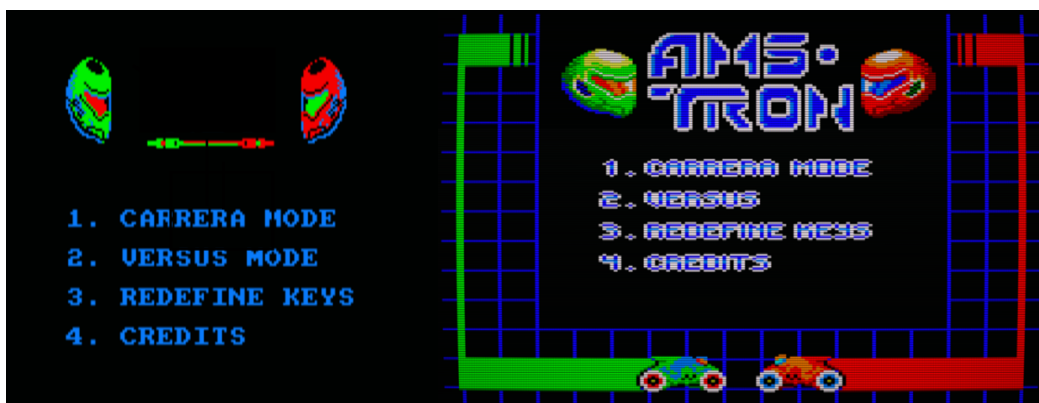 1. CARRERA MODE
2. VERSUS MODE
3. REDEFINE KEYS
4. CREDITS
AMS·
TRON
1. CARRERA MODE
2. VERSUS
3. REDEFINE KEYS
4. CREDITS